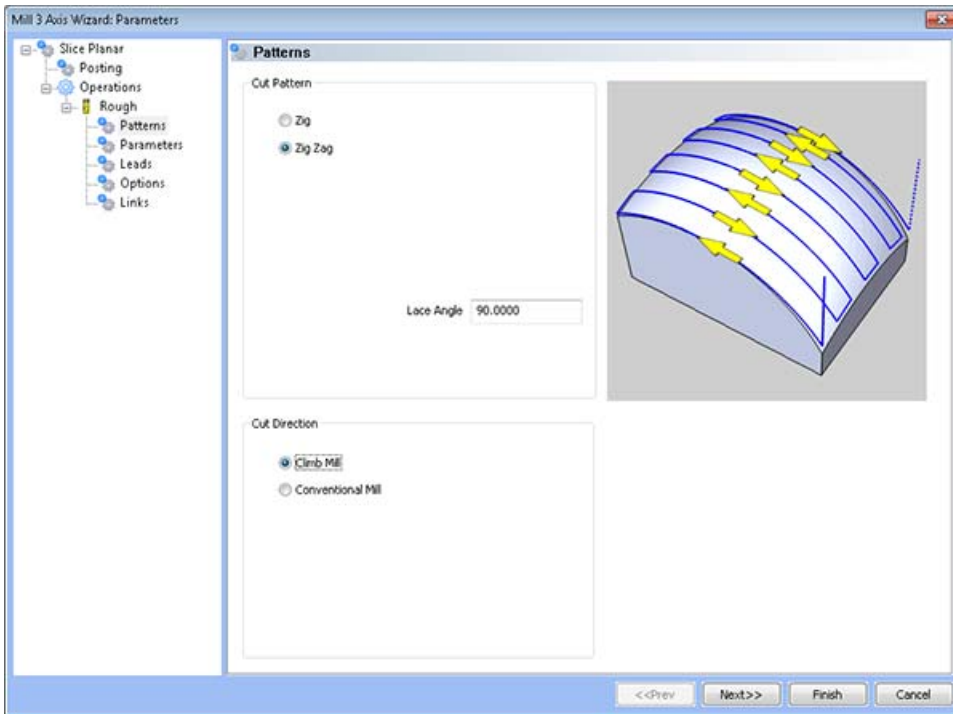 Mill 3 Axis Wizard: Parameters
Slice Planar
Posting
Operations
Rough
Patterns
Parameters
Leads
Options
Links
Patterns
Cut Pattern
Zig
Zig Zag
Lace Angle 90.0000
Cut Direction
Climb Mill
Conventional Mill
<<Prev Next>> Finish Cancel